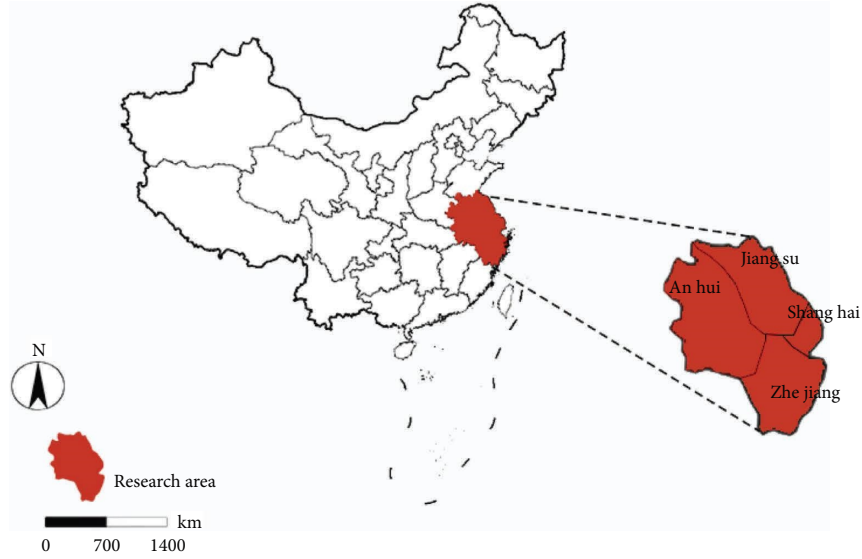 Jiang su
An hui
Shang hai
Zhe jiang
N
Research area
km
0 700 1400